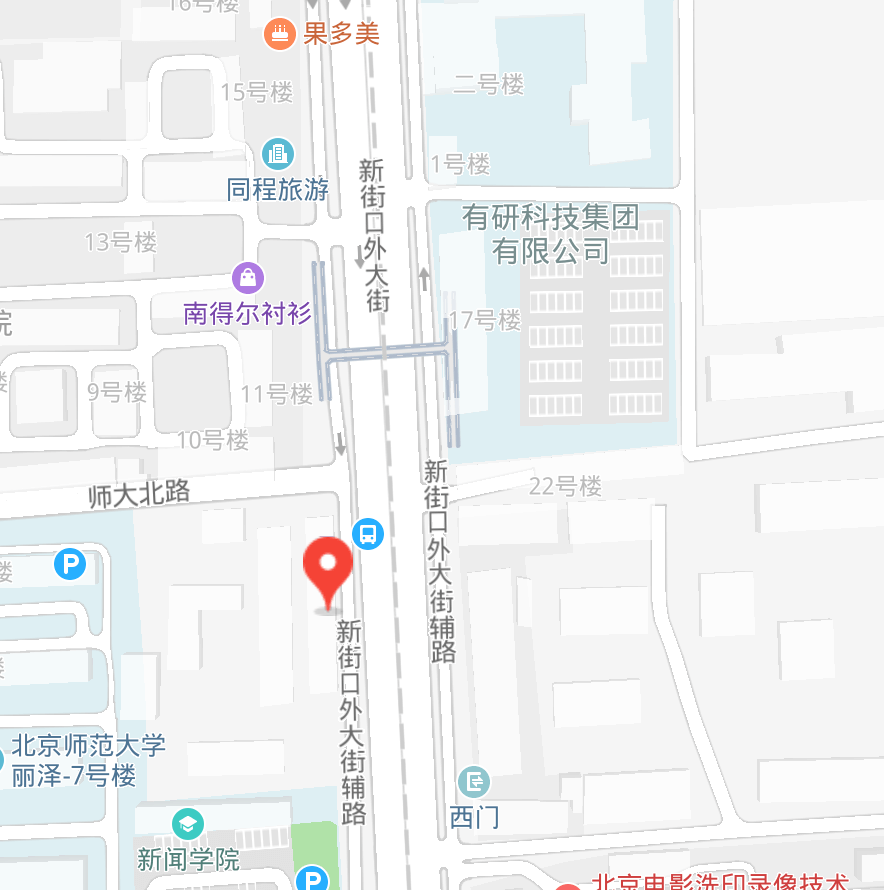 16号楼
果多美
15号楼
二号楼
同程旅游
1号楼
新街口外大街
有研科技集团
有限公司
13号楼
南得尔衬衫
院
17号楼
9号楼
11号楼
10号楼
师大北路
新街口外大街辅路
22号楼
P
楼
新街口外大街辅路
北京师范大学
丽泽-7号楼
西门
新闻学院
P
北京电影洗印录像技术